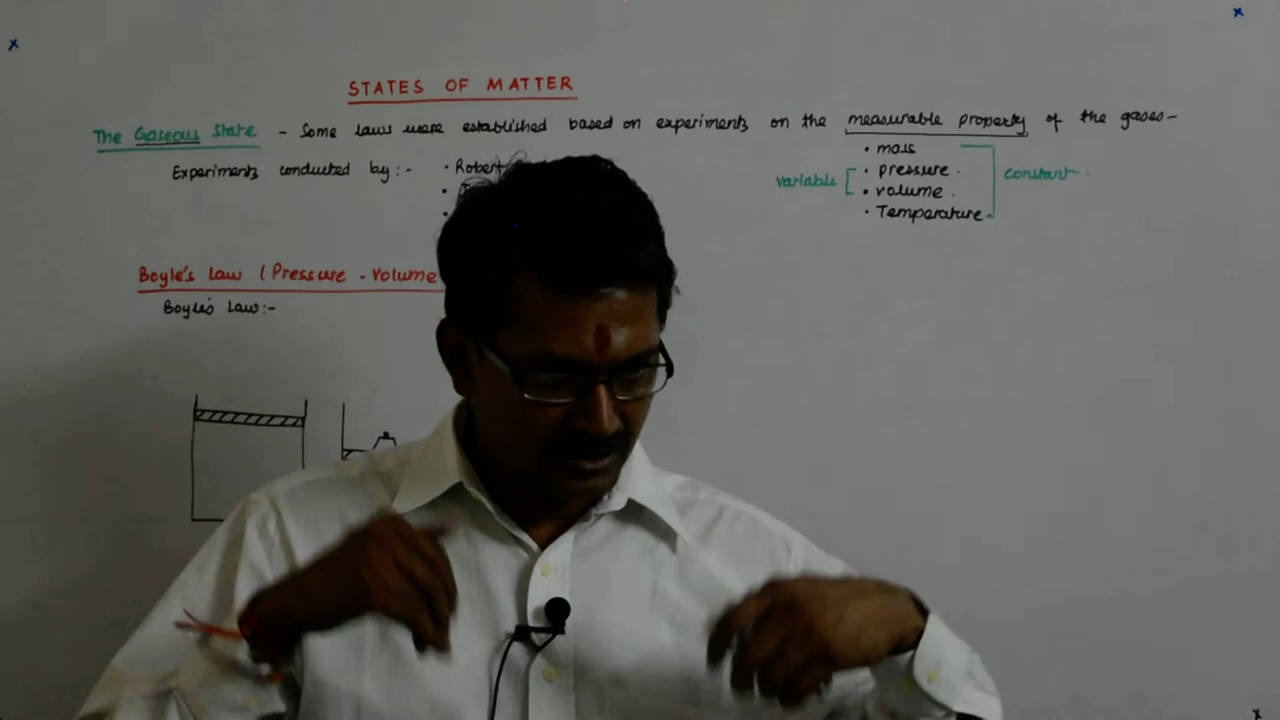 STATES OF MATTER
The Gaseous State - Some laws were established based on experiments on the measurable property of the gases-
Experiments conducted by:- • Robert
• mass
• pressure.
• volume.
• Temperature
variable
constant.
Boyle's Law (Pressure - Volume
Boyle's Law:-